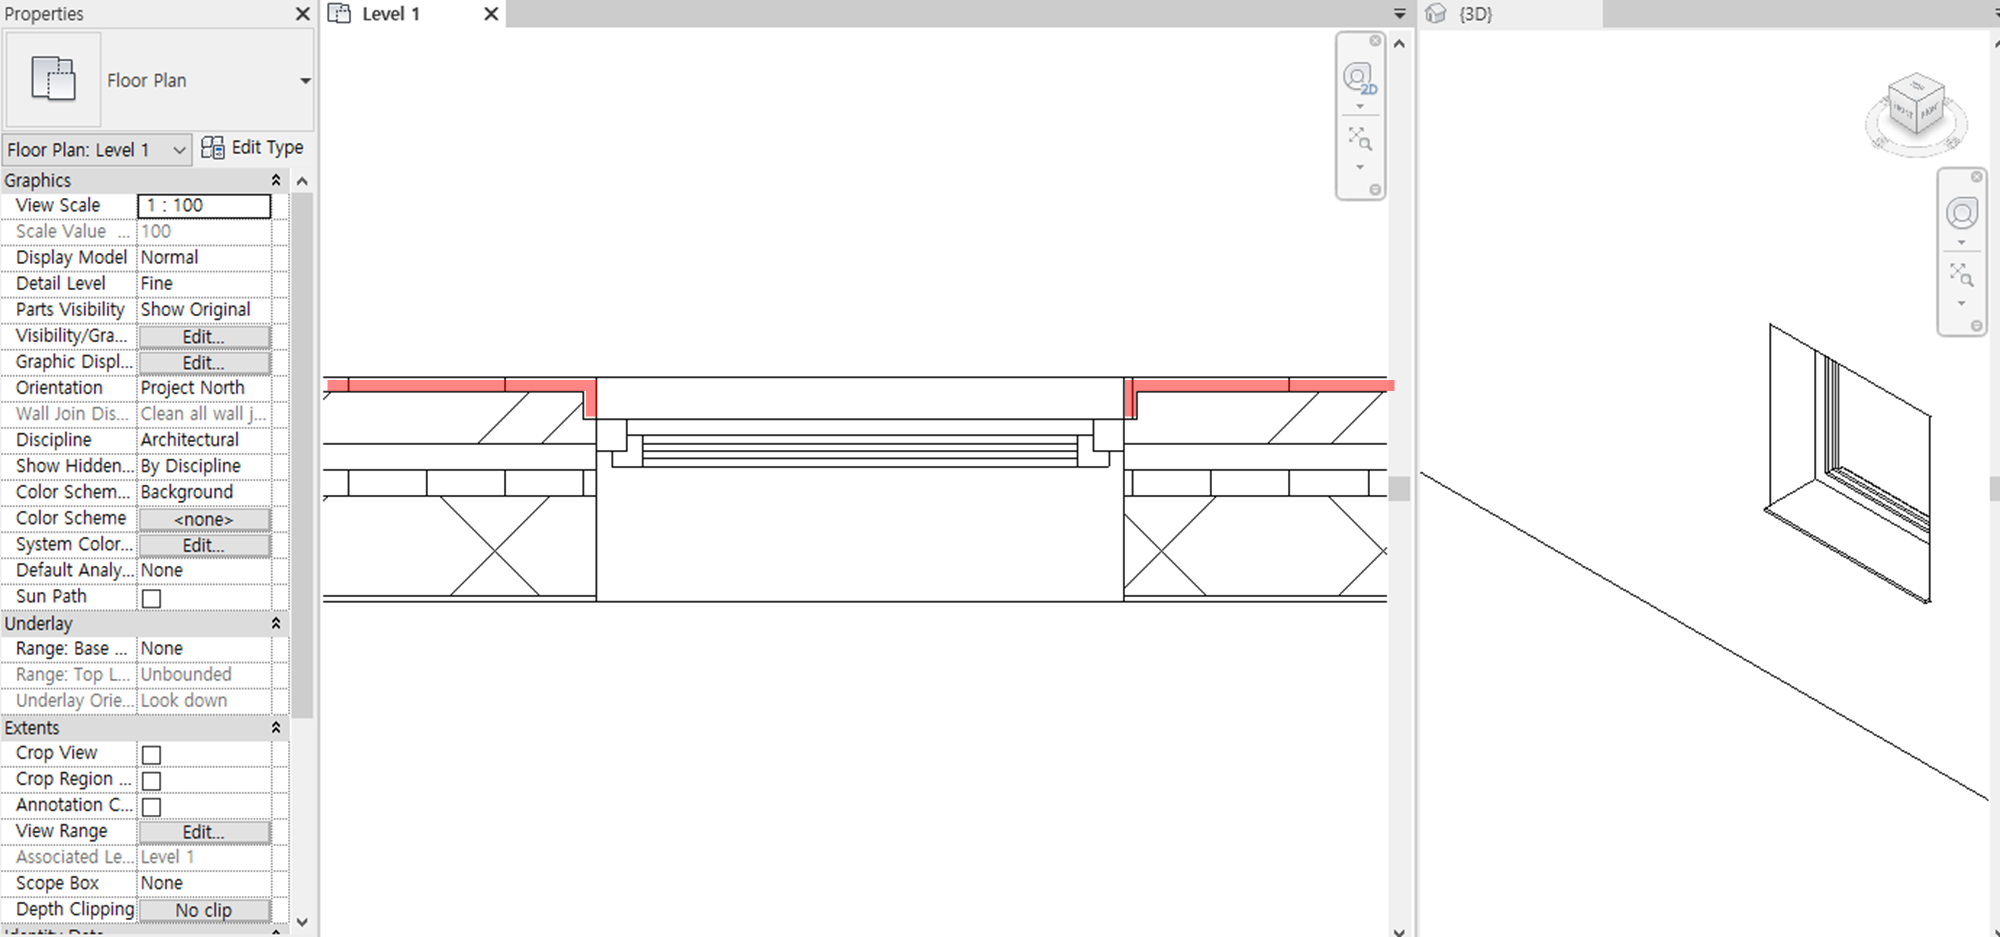 Properties
Level 1
{3D}
Floor Plan
2D
Floor Plan: Level 1
Edit Type
Graphics
View Scale 1 : 100
Scale Value ... 100
Display Model Normal
Detail Level Fine
Parts Visibility Show Original
Visibility/Gra... Edit...
Graphic Displ... Edit...
Orientation Project North
Wall Join Dis... Clean all wall j...
Discipline Architectural
Show Hidden... By Discipline
Color Schem... Background
Color Scheme <none>
System Color... Edit...
Default Analy... None
Sun Path
Underlay
Range: Base ... None
Range: Top L... Unbounded
Underlay Orie... Look down
Extents
Crop View
Crop Region ...
Annotation C...
View Range Edit...
Associated Le... Level 1
Scope Box None
Depth Clipping No clip
Identity Data